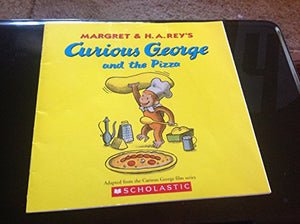 MARGRET & H.A.REY'S
Curious George
and the Pizza
Adapted from the Curious George film series
SCHOLASTIC